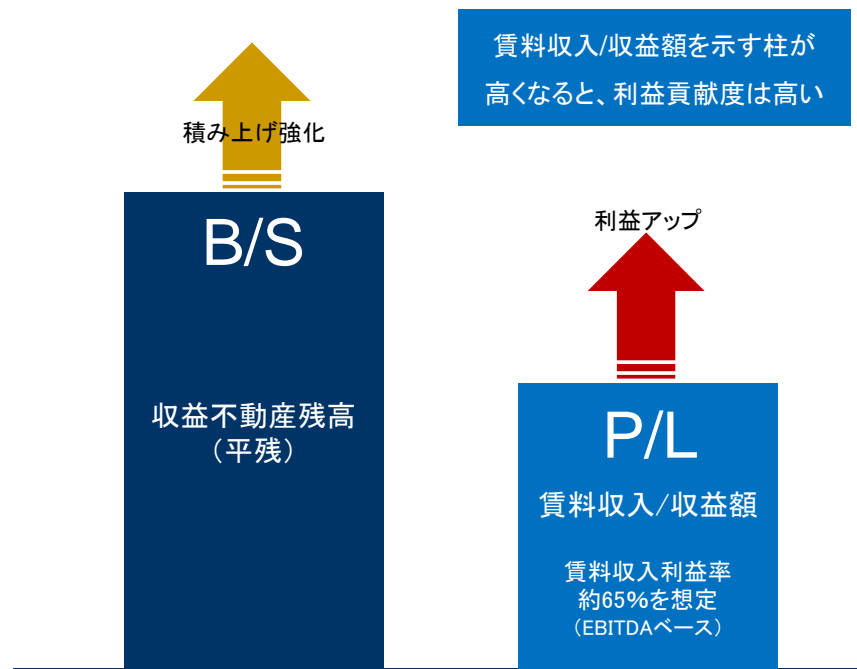 賃料収入/収益額を示す柱が
高くなると、利益貢献度は高い
積み上げ強化
B/S
収益不動産残高
（平残）
利益アップ
P/L
賃料収入/収益額
賃料収入利益率
約65%を想定
（EBITDAベース）